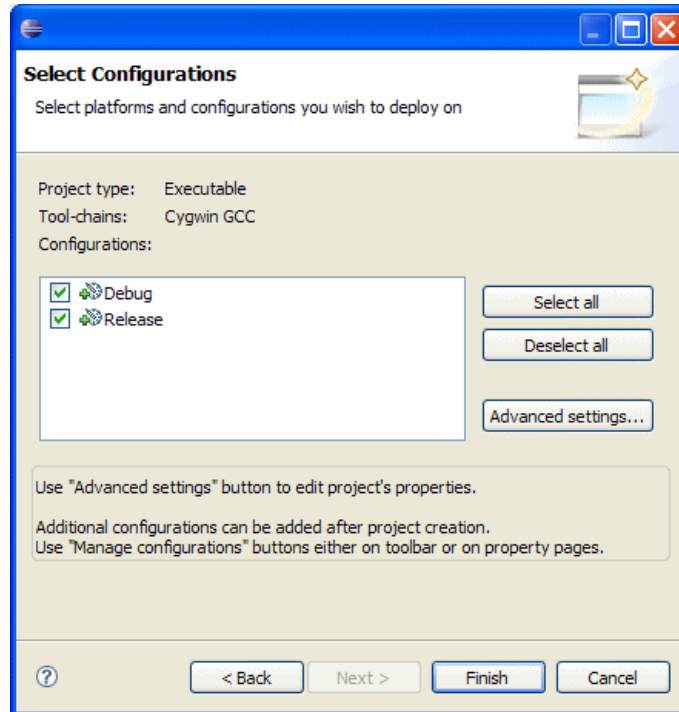 Select Configurations
Select platforms and configurations you wish to deploy on
Project type: Executable
Tool-chains: Cygwin GCC
Configurations:
Debug
Release
Select all
Deselect all
Advanced settings...
Use "Advanced settings" button to edit project's properties.
Additional configurations can be added after project creation.
Use "Manage configurations" buttons either on toolbar or on property pages.
?
< Back
Next >
Finish
Cancel